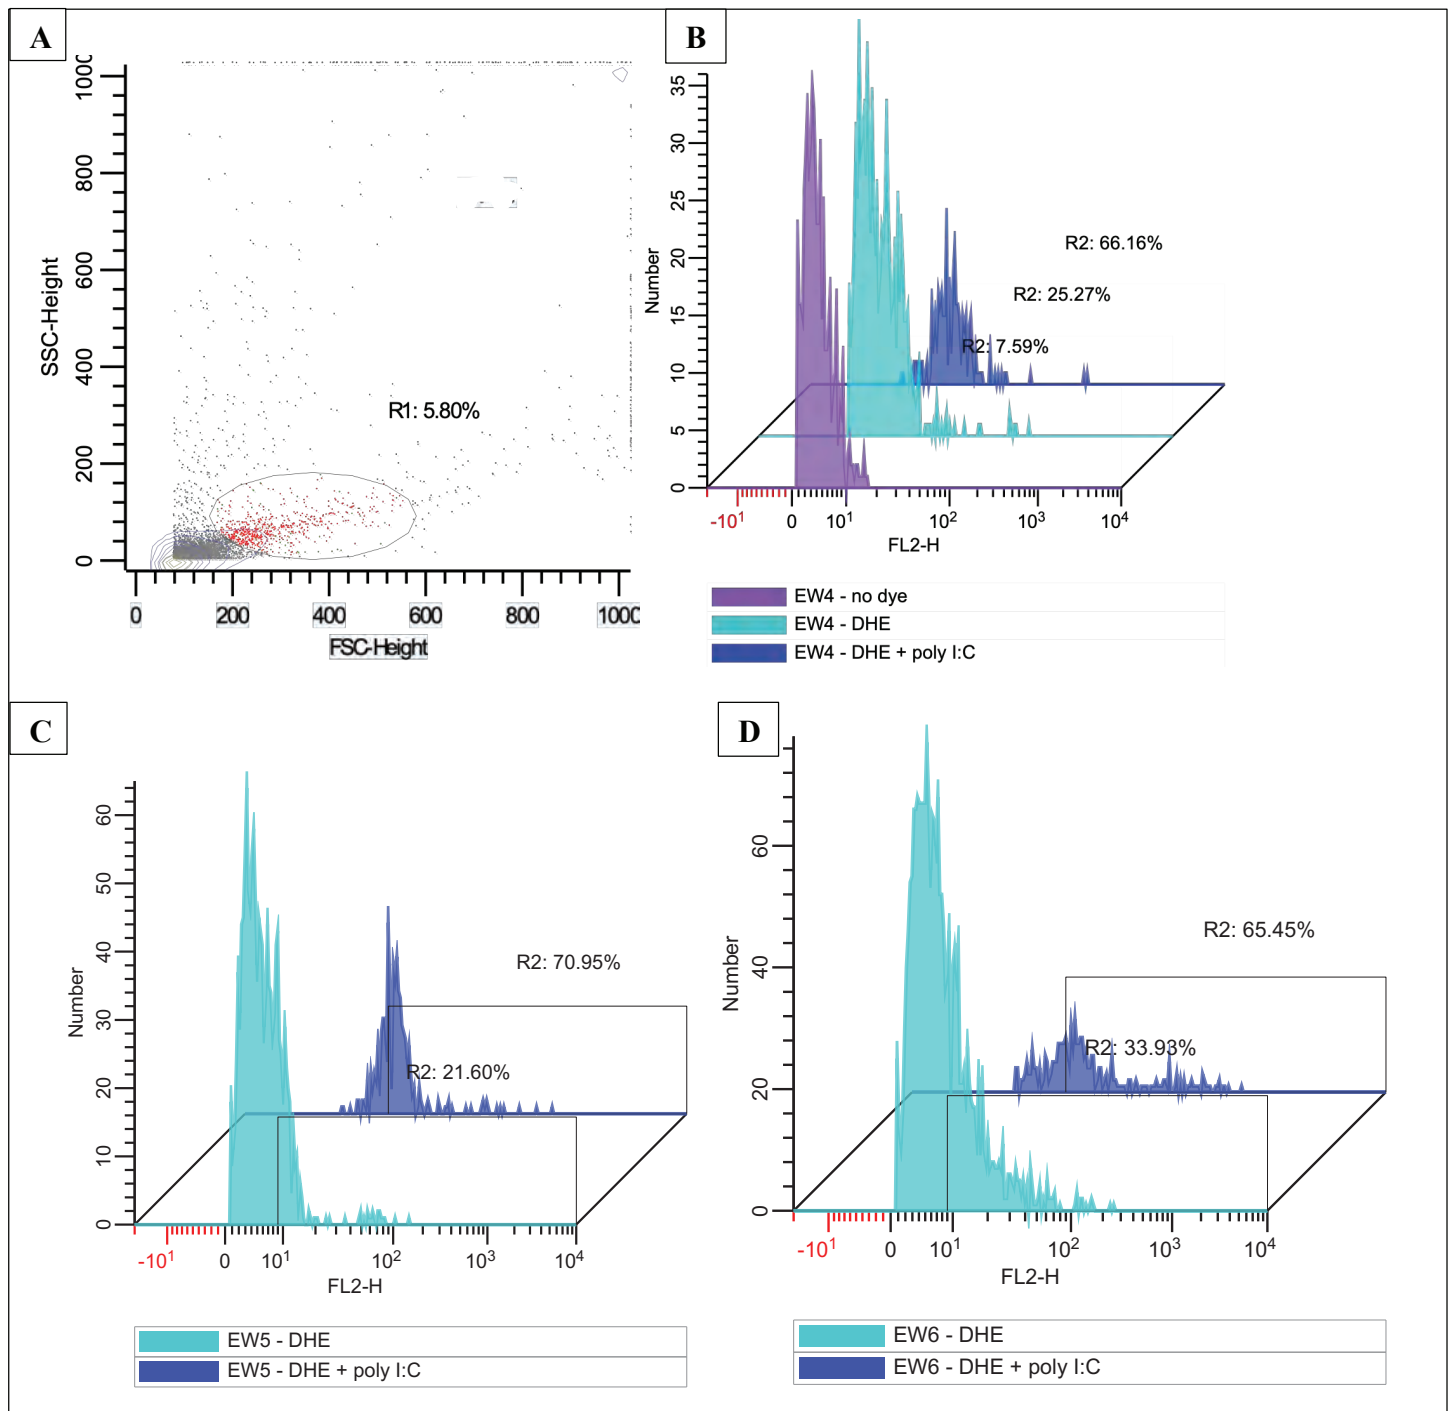 A
SSC-Height
1000
800
600
400
200
0
R1: 5.80%
0 200 400 600 800 1000
FSC-Height
B
Number
35
30
25
20
15
10
5
0
R2: 66.16%
R2: 25.27%
R2: 7.59%
-10¹ 0 10¹ 10² 10³ 10⁴
FL2-H
EW4 - no dye
EW4 - DHE
EW4 - DHE + poly I:C
C
Number
60
50
40
30
20
10
0
R2: 70.95%
R2: 21.60%
-10¹ 0 10¹ 10² 10³ 10⁴
FL2-H
EW5 - DHE
EW5 - DHE + poly I:C
D
Number
60
40
20
0
R2: 65.45%
R2: 33.93%
-10¹ 0 10¹ 10² 10³ 10⁴
FL2-H
EW6 - DHE
EW6 - DHE + poly I:C